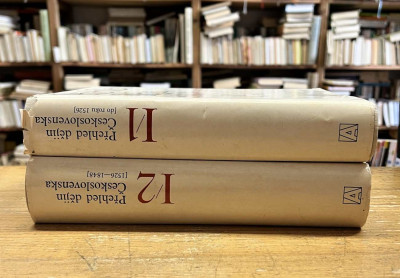 Přehled dějin
Československa
[do roku 1526]
I/1
Přehled dějin
Československa
[1526—1848]
I/2